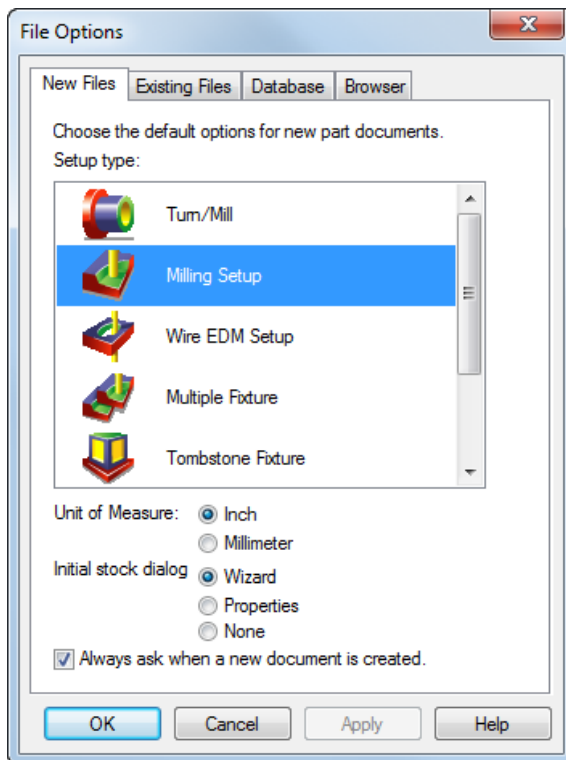 File Options
New Files Existing Files Database Browser
Choose the default options for new part documents.
Setup type:
Turn/Mill
Milling Setup
Wire EDM Setup
Multiple Fixture
Tombstone Fixture
Unit of Measure: Inch
Millimeter
Initial stock dialog Wizard
Properties
None
Always ask when a new document is created.
OK Cancel Apply Help